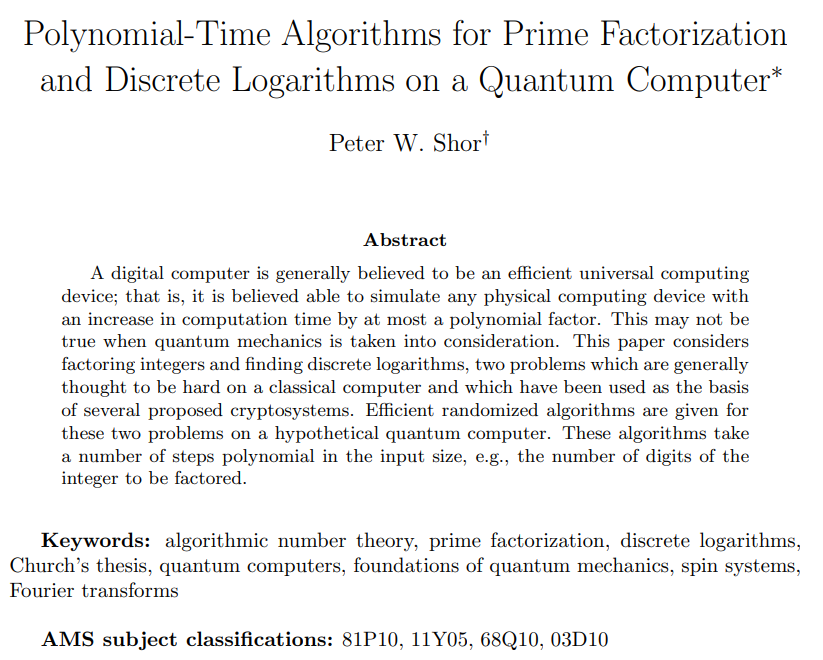 Polynomial-Time Algorithms for Prime Factorization
and Discrete Logarithms on a Quantum Computer*
Peter W. Shor†
Abstract
A digital computer is generally believed to be an efficient universal computing
device; that is, it is believed able to simulate any physical computing device with
an increase in computation time by at most a polynomial factor. This may not be
true when quantum mechanics is taken into consideration. This paper considers
factoring integers and finding discrete logarithms, two problems which are generally
thought to be hard on a classical computer and which have been used as the basis
of several proposed cryptosystems. Efficient randomized algorithms are given for
these two problems on a hypothetical quantum computer. These algorithms take
a number of steps polynomial in the input size, e.g., the number of digits of the
integer to be factored.
Keywords: algorithmic number theory, prime factorization, discrete logarithms,
Church's thesis, quantum computers, foundations of quantum mechanics, spin systems,
Fourier transforms
AMS subject classifications: 81P10, 11Y05, 68Q10, 03D10